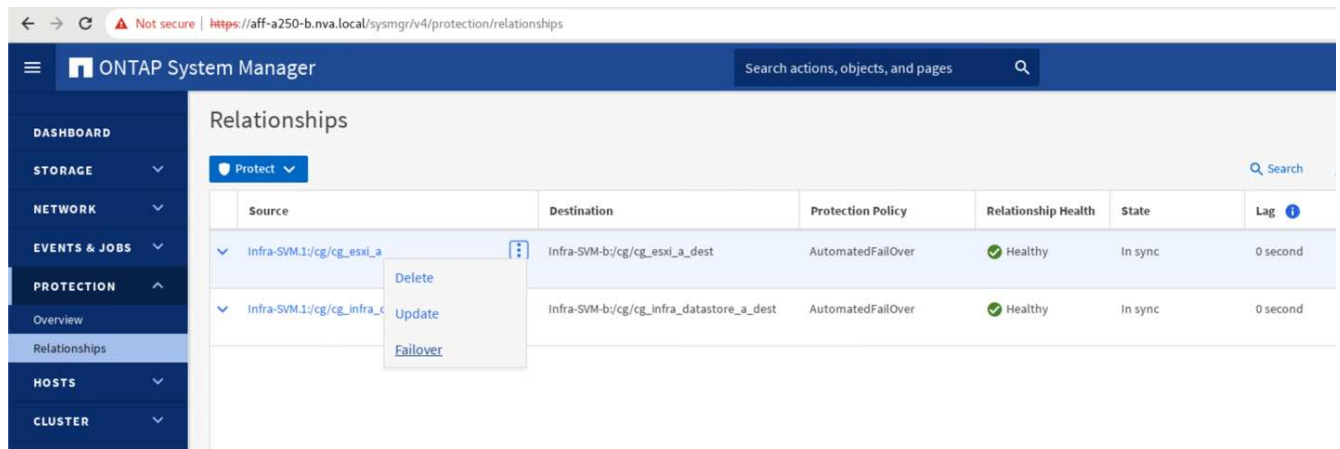 Not secure | https://aff-a250-b.nva.local/sysmgr/v4/protection/relationships
ONTAP System Manager
Search actions, objects, and pages
DASHBOARD
STORAGE
NETWORK
EVENTS & JOBS
PROTECTION
Overview
Relationships
HOSTS
CLUSTER
Relationships
Protect
Search
Source Destination Protection Policy Relationship Health State Lag
Infra-SVM.1:/cg/cg_esxi_a Infra-SVM-b:/cg/cg_esxi_a_dest AutomatedFailOver Healthy In sync 0 second
Delete
Update
Failover
Infra-SVM.1:/cg/cg_infra_ Infra-SVM-b:/cg/cg_infra_datastore_a_dest AutomatedFailOver Healthy In sync 0 second